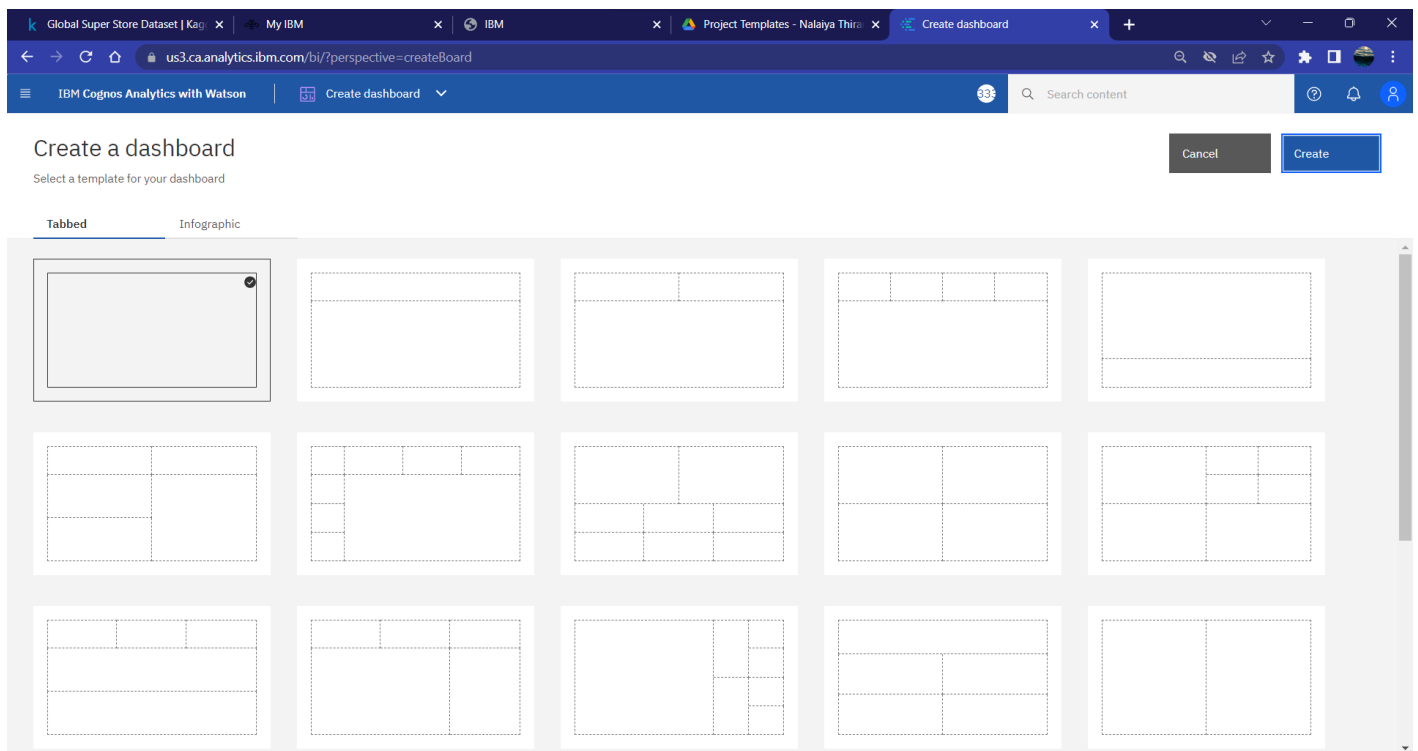 k Global Super Store Dataset | Kag My IBM IBM Project Templates - Nalaiya Thira Create dashboard
us3.ca.analytics.ibm.com/bi/?perspective=createBoard
IBM Cognos Analytics with Watson Create dashboard Search content
Create a dashboard Cancel Create
Select a template for your dashboard
Tabbed Infographic